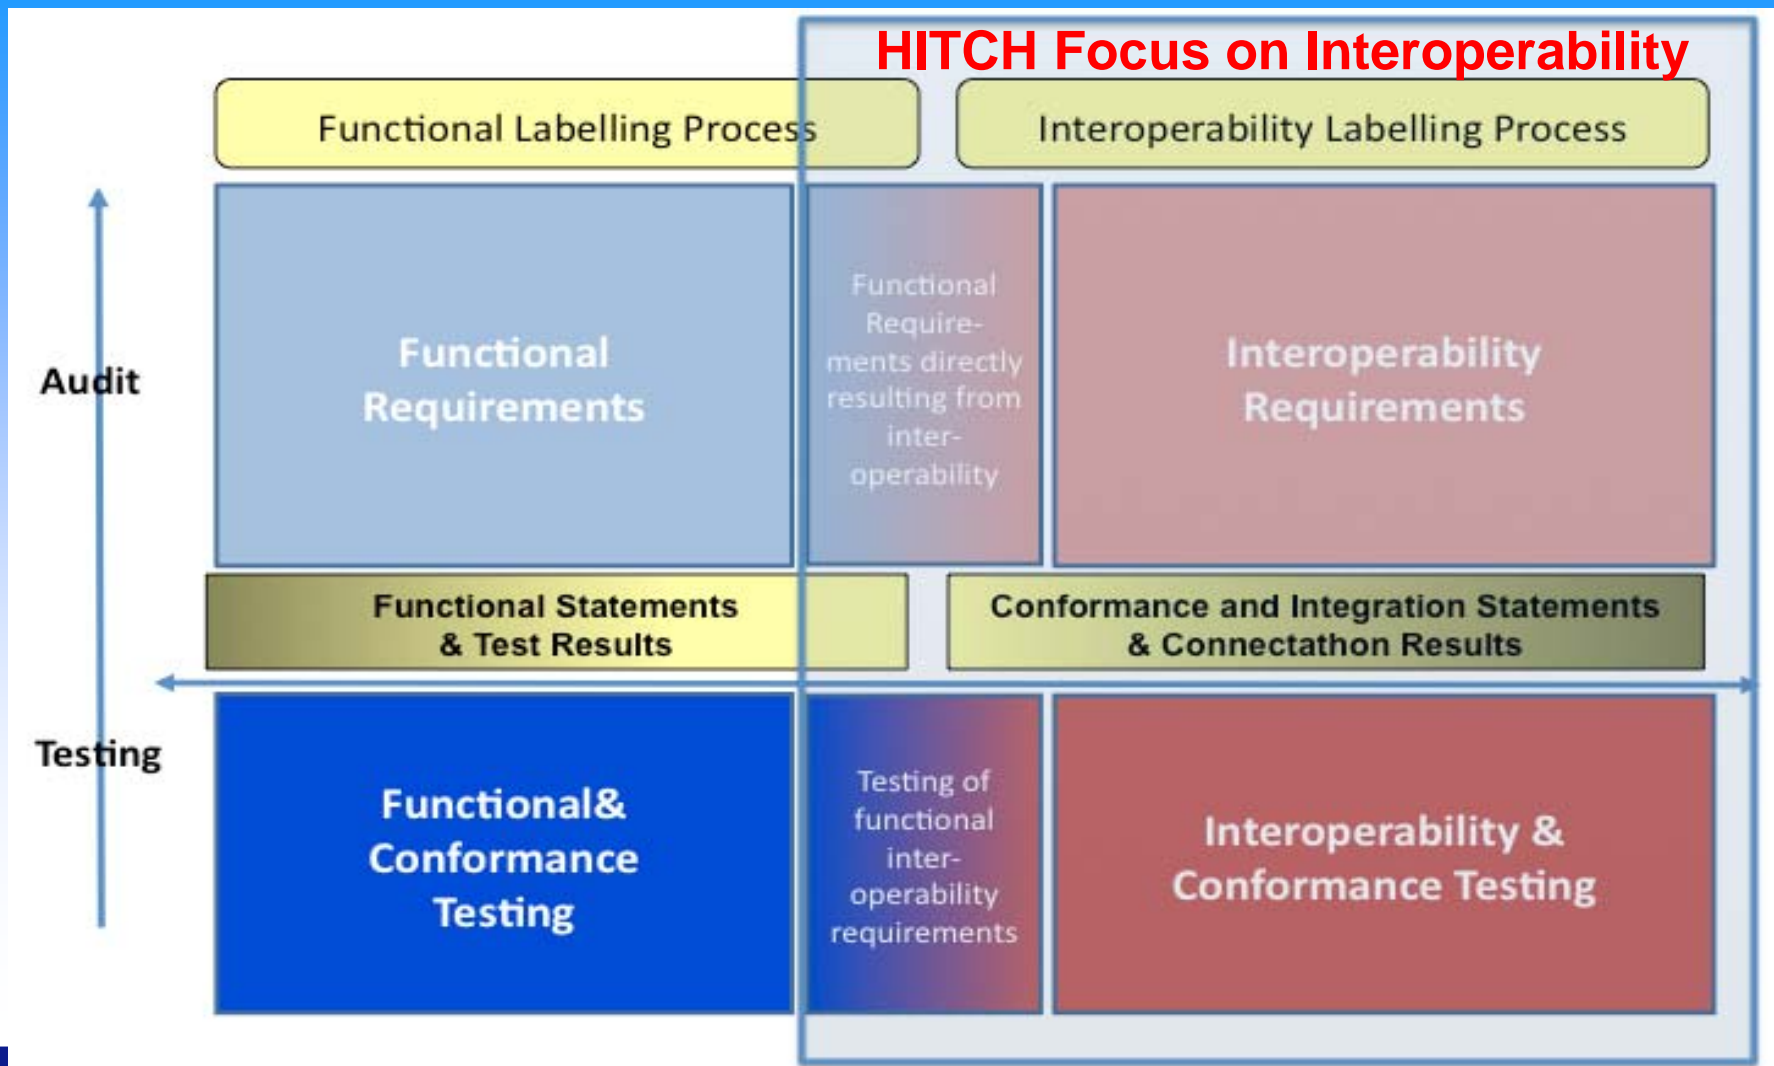 HITCH Focus on Interoperability
Functional Labelling Process
Interoperability Labelling Process
Audit
Functional
Requirements
Functional
Require-
ments directly
resulting from
inter-
operability
Interoperability
Requirements
Functional Statements
& Test Results
Conformance and Integration Statements
& Connectathon Results
Testing
Functional&
Conformance
Testing
Testing of
functional
inter-
operability
requirements
Interoperability &
Conformance Testing